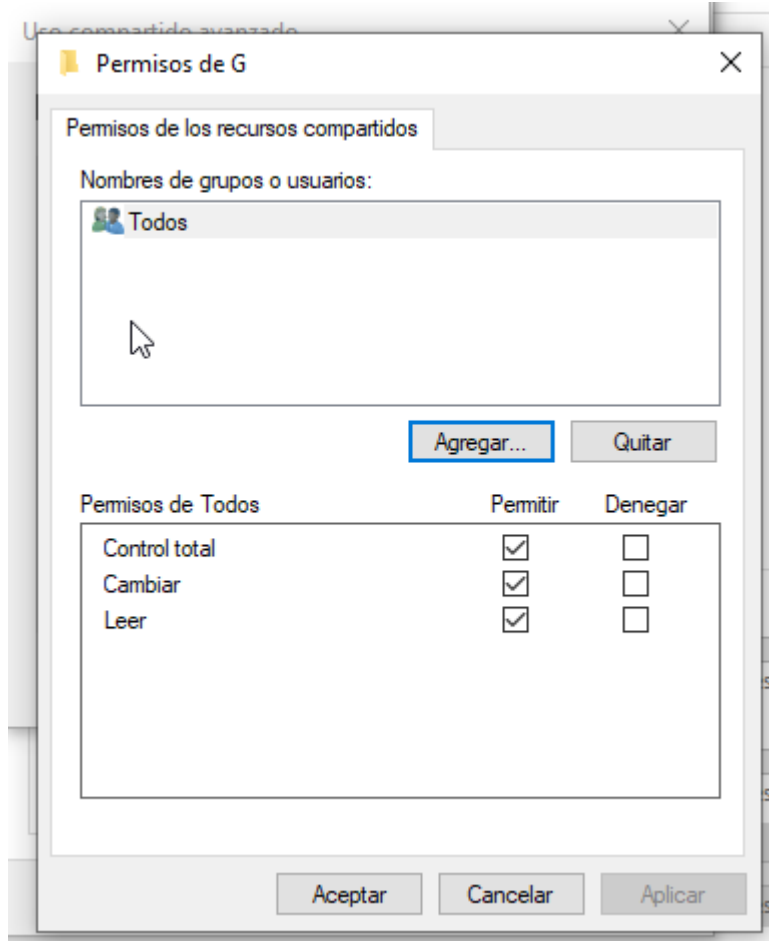 Uso compartido avanzado
Permisos de G
Permisos de los recursos compartidos
Nombres de grupos o usuarios:
Todos
Agregar... Quitar
Permisos de Todos Permitir Denegar
Control total
Cambiar
Leer
Aceptar Cancelar Aplicar